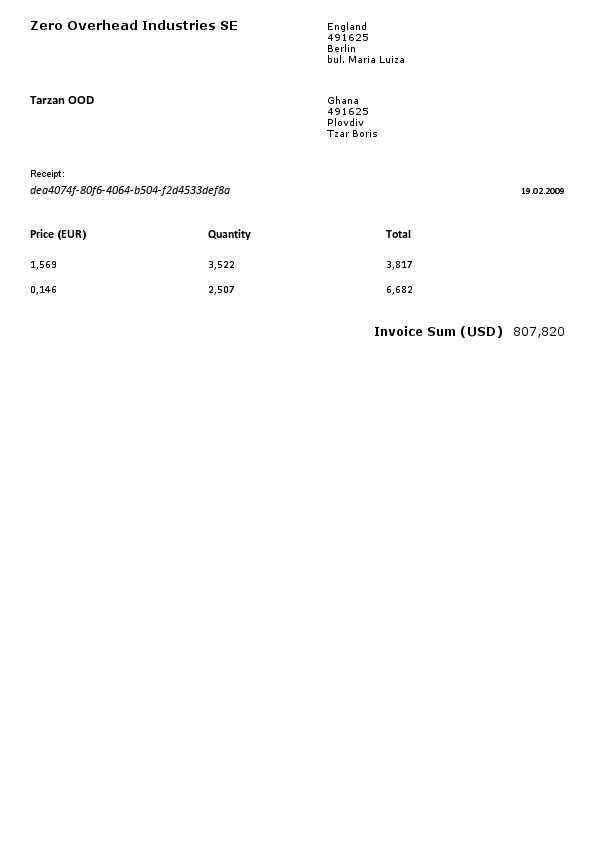 Zero Overhead Industries SE
England
491625
Berlin
bul. Maria Luiza
Tarzan OOD
Ghana
491625
Plovdiv
Tzar Boris
Receipt:
dea4074f-80f6-4064-b504-f2d4533def8a 19.02.2009
Price (EUR) Quantity Total
1,569 3,522 3,817
0,146 2,507 6,682
Invoice Sum (USD) 807,820